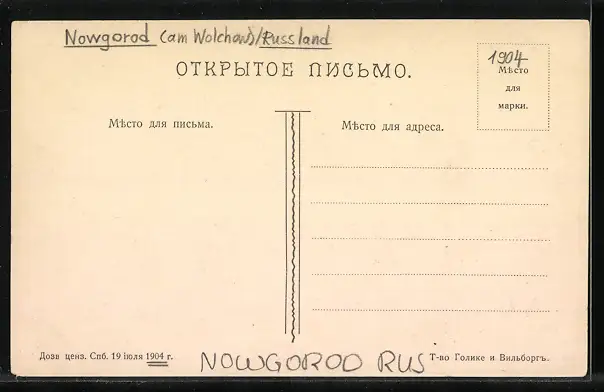 Nowgorod (am Wolchow)/Russland
ОТКРЫТОЕ ПИСЬМО.
1904
Мѣсто
для
марки.
Мѣсто для письма.
Мѣсто для адреса.
Дозв ценз. Спб. 19 іюля 1904 г.
NOWGOROD RUS
Т-во Голике и Вильборгъ.